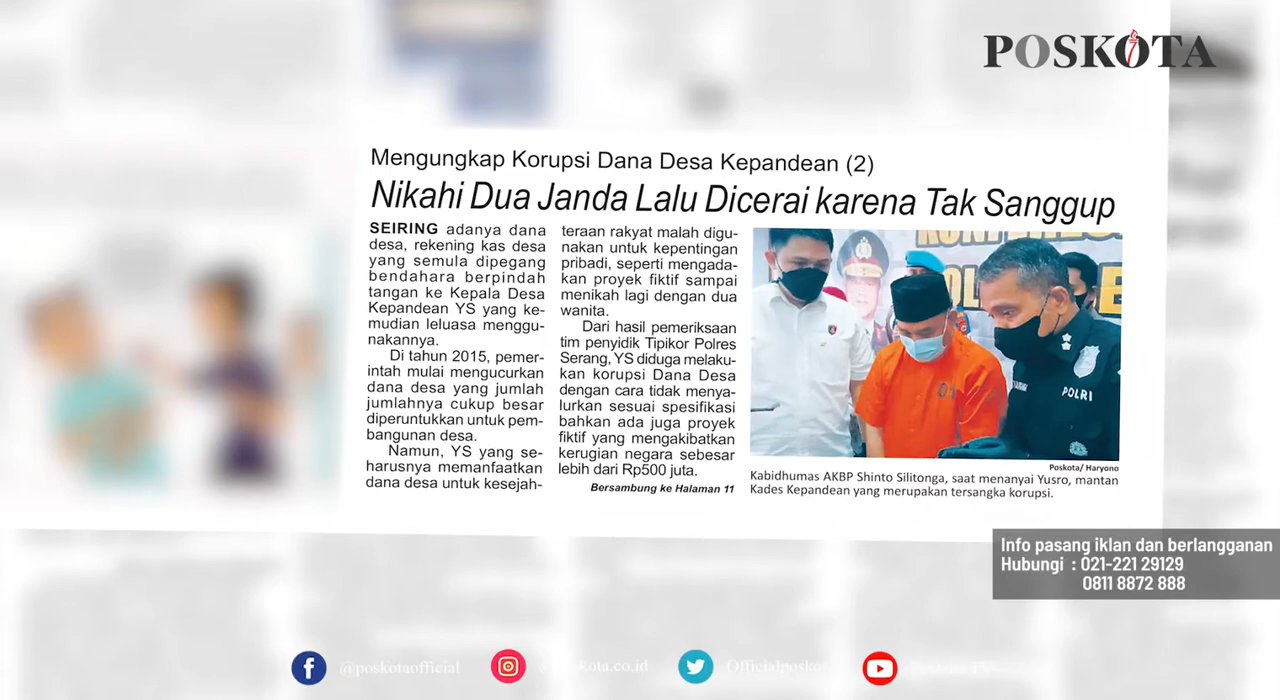 POSKOTA
Mengungkap Korupsi Dana Desa Kepandean (2)
Nikahi Dua Janda Lalu Dicerai karena Tak Sanggup
SEIRING adanya dana
desa, rekening kas desa
yang semula dipegang
bendahara berpindah
tangan ke Kepala Desa
Kepandean YS yang ke-
mudian leluasa menggu-
nakannya.
Di tahun 2015, pemer-
intah mulai mengucurkan
dana desa yang jumlah
jumlahnya cukup besar
diperuntukkan untuk pem-
bangunan desa.
Namun, YS yang se-
harusnya memanfaatkan
dana desa untuk kesejah-
teraan rakyat malah digu-
nakan untuk kepentingan
pribadi, seperti mengada-
kan proyek fiktif sampai
menikah lagi dengan dua
wanita.
Dari hasil pemeriksaan
tim penyidik Tipikor Polres
Serang, YS diduga melaku-
kan korupsi Dana Desa
dengan cara tidak menya-
lurkan sesuai spesifikasi
bahkan ada juga proyek
fiktif yang mengakibatkan
kerugian negara sebesar
lebih dari Rp500 juta.
Bersambung ke Halaman 11
01
POLRI
Poskota/ Haryono
Kabidhumas AKBP Shinto Silitonga, saat menanyai Yusro, mantan
Kades Kepandean yang merupakan tersangka korupsi.
Info pasang iklan dan berlangganan
Hubungi : 021-221 29129
0811 8872 888
@poskotaofficial